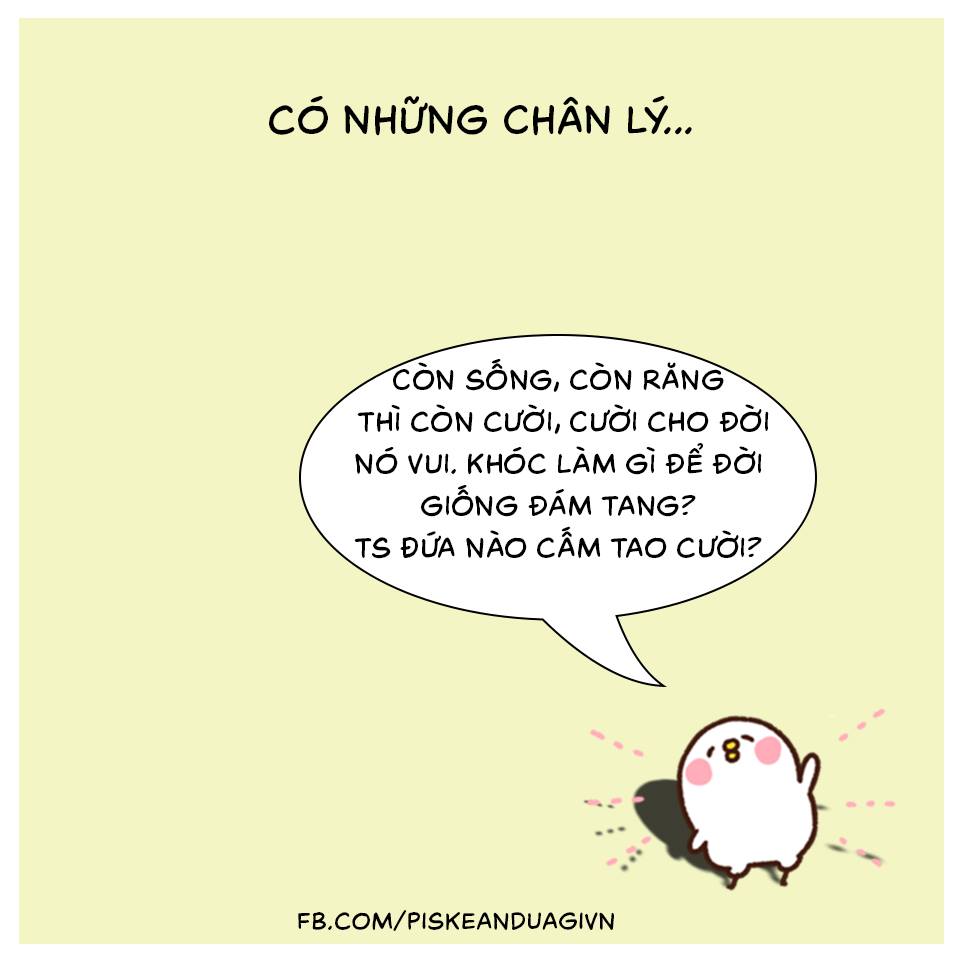 CÓ NHỮNG CHÂN LÝ...
CÒN SỐNG, CÒN RĂNG
THÌ CÒN CƯỜI, CƯỜI CHO ĐỜI
NÓ VUI. KHÓC LÀM GÌ ĐỂ ĐỜI
GIỐNG ĐÁM TANG?
TS ĐỨA NÀO CẤM TAO CƯỜI?
FB.COM/PISKEANDUAGIVN